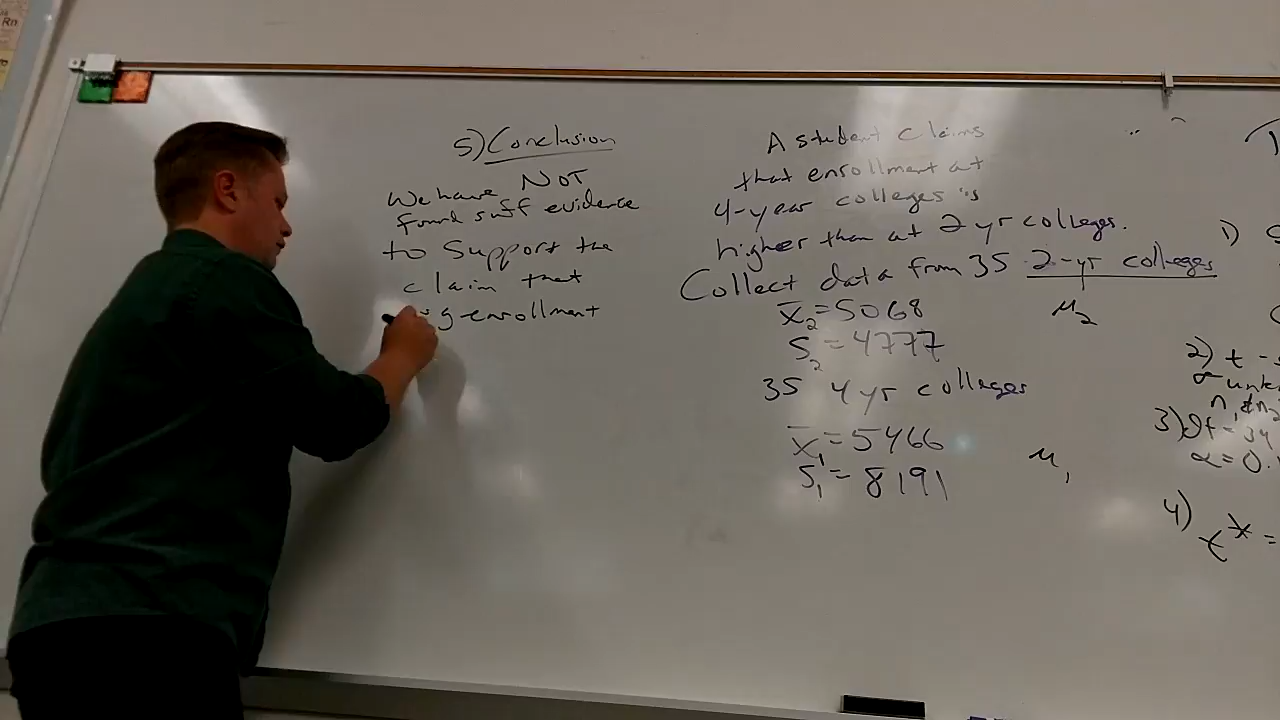 Rn
5) Conclusion
We have NOT
found suff evidence
to support the
claim that
enrollment
A student claims
that enrollment at
4-year colleges is
higher than at 2 yr colleges.
Collect data from 35 2-yr colleges
x̄₂ = 5068
μ₂
S₂ = 4777
35 4 yr colleges
x̄₁ = 5466
μ₁
S₁ = 8191
1)
2) t -
σ unk
3) df = 34
α = 0.
4)
t* =